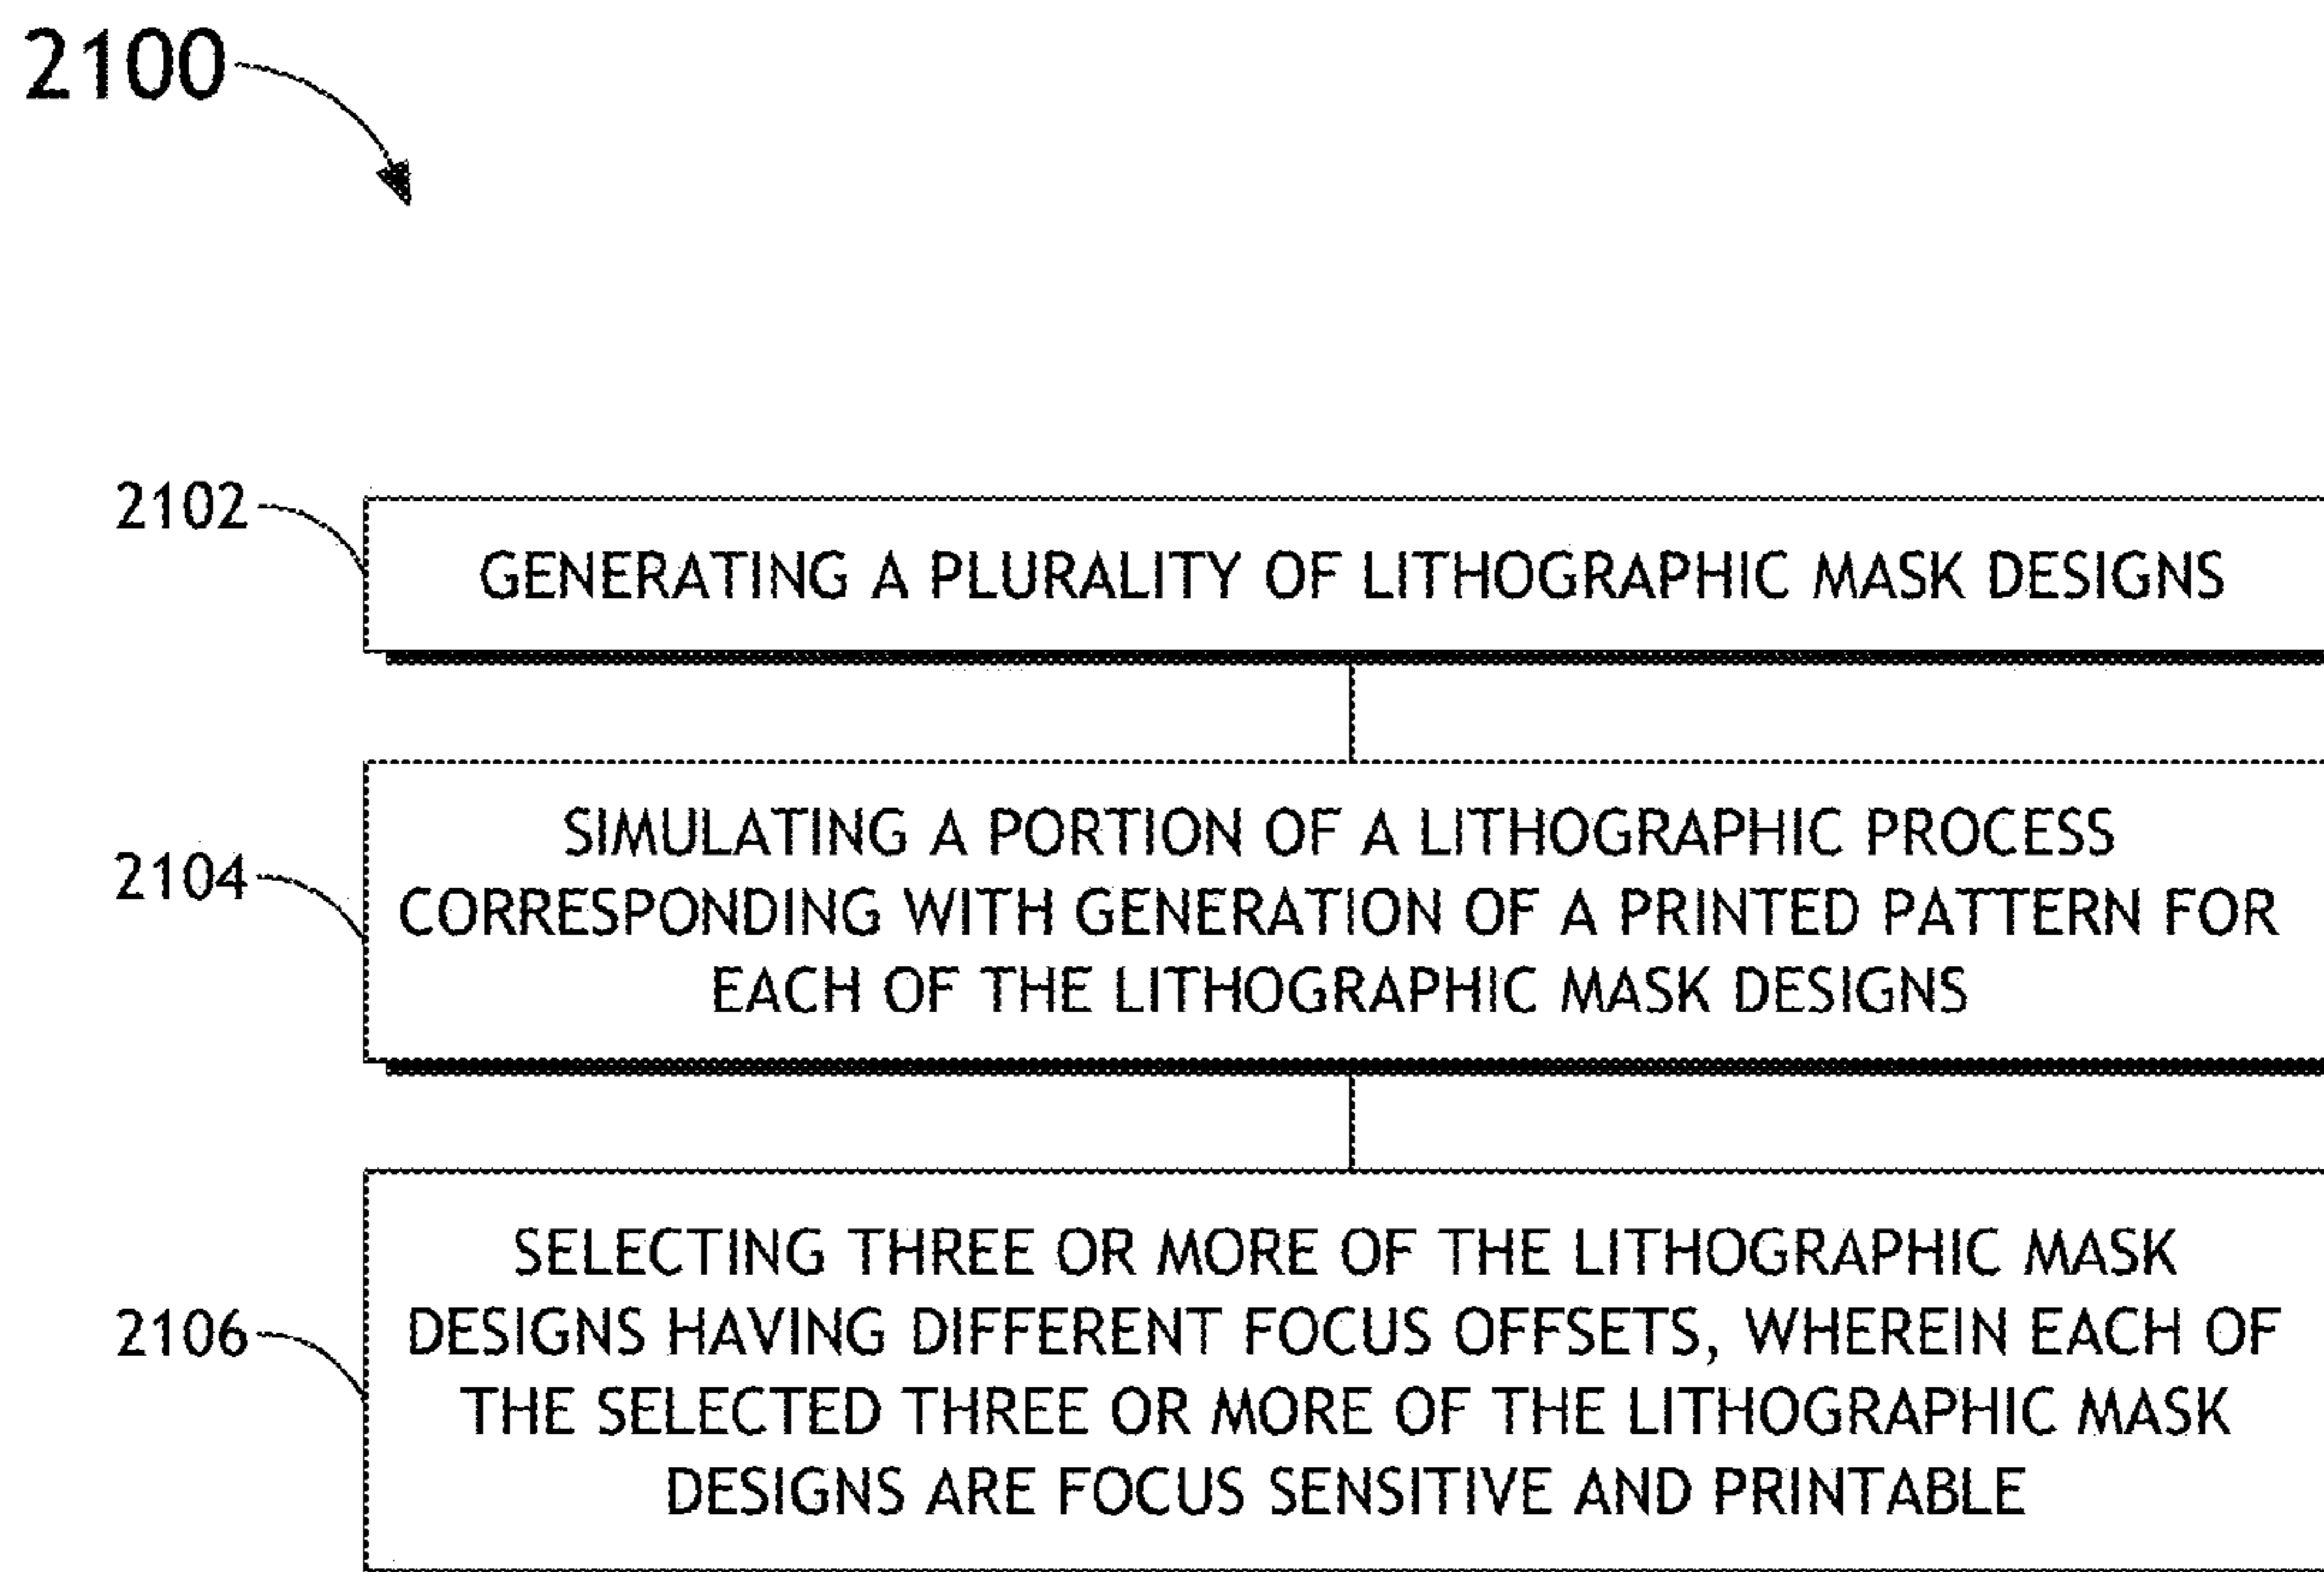 2100
2102
GENERATING A PLURALITY OF LITHOGRAPHIC MASK DESIGNS
SIMULATING A PORTION OF A LITHOGRAPHIC PROCESS
2104
CORRESPONDING WITH GENERATION OF A PRINTED PATTERN FOR
EACH OF THE LITHOGRAPHIC MASK DESIGNS
SELECTING THREE OR MORE OF THE LITHOGRAPHIC MASK
2106
DESIGNS HAVING DIFFERENT FOCUS OFFSETS, WHEREIN EACH OF
THE SELECTED THREE OR MORE OF THE LITHOGRAPHIC MASK
DESIGNS ARE FOCUS SENSITIVE AND PRINTABLE